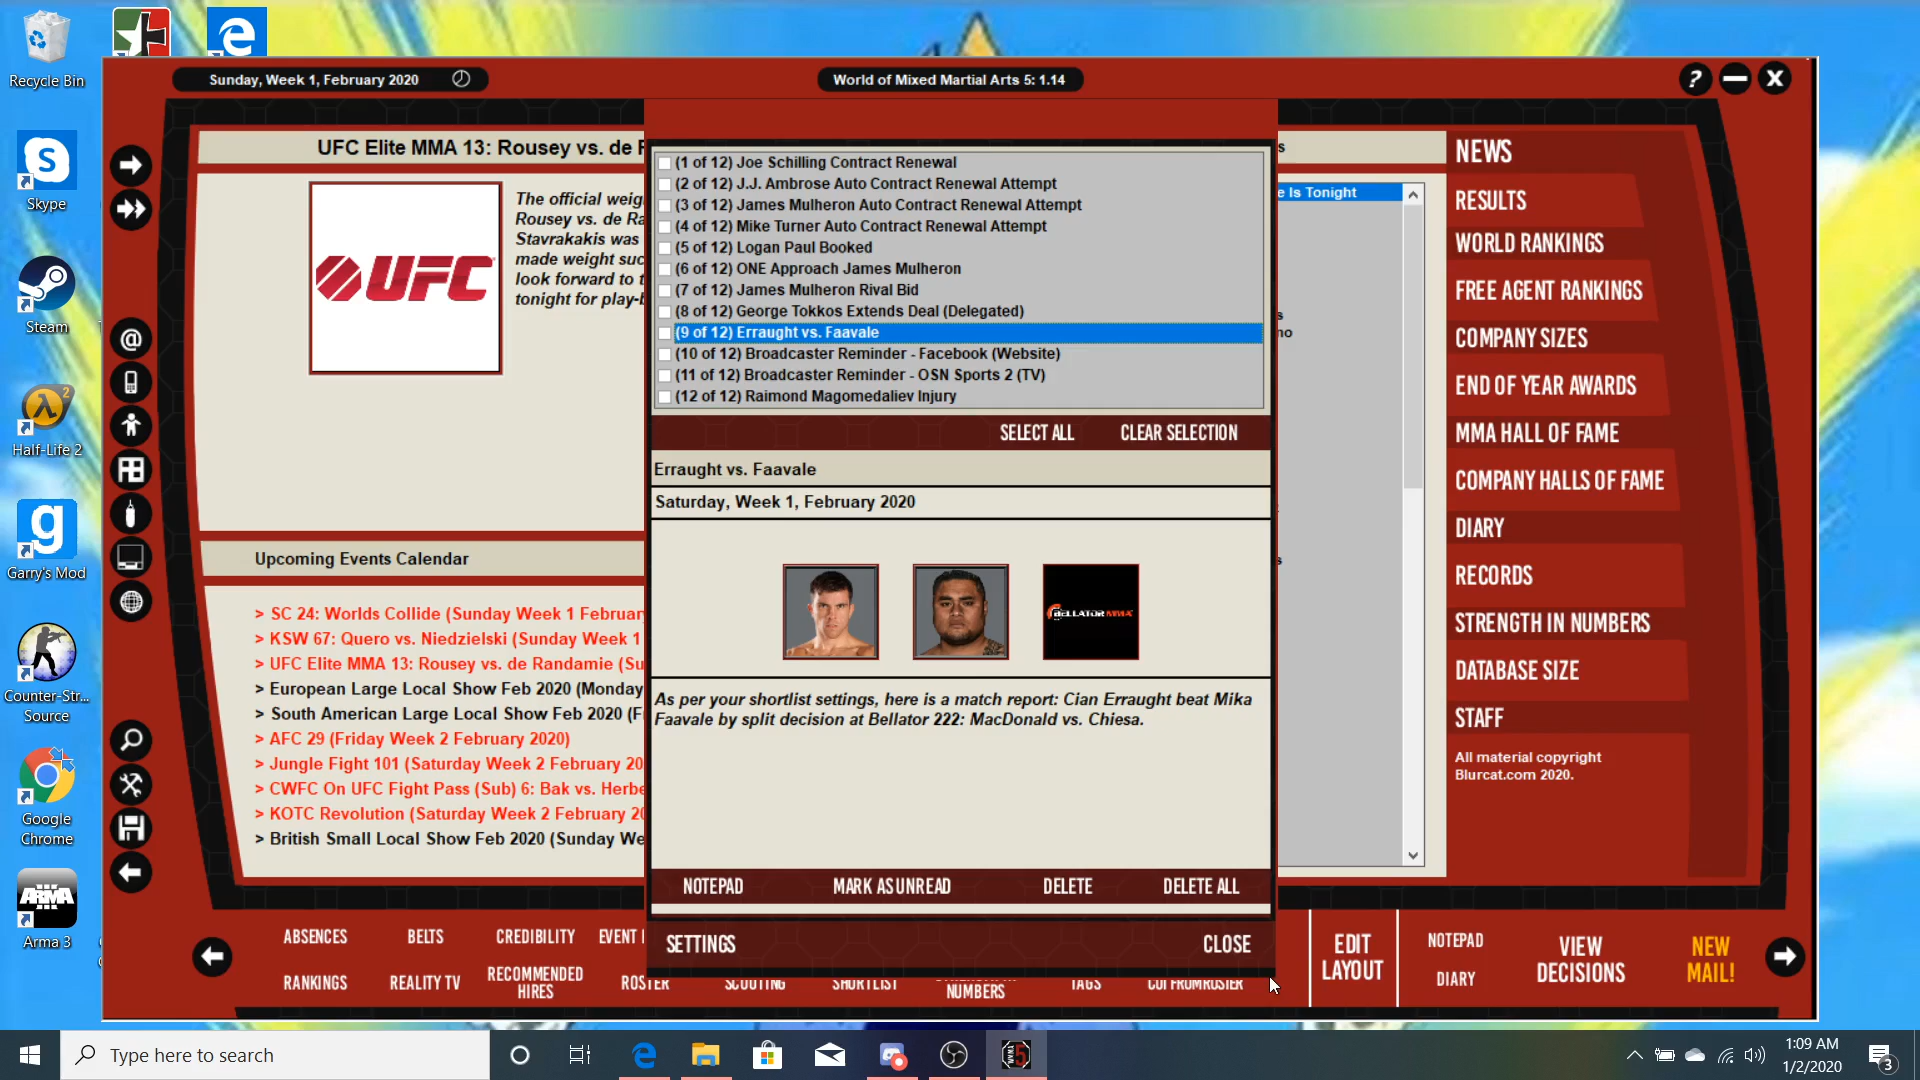 Recycle Bin
Skype
Steam
Half-Life 2
Garry's Mod
Counter-Str...
Source
Google
Chrome
Arma 3
Sunday, Week 1, February 2020
World of Mixed Martial Arts 5: 1.14
?
X
UFC Elite MMA 13: Rousey vs. de R
UFC
The official weig
Rousey vs. de Ra
Stavrakakis was
made weight suc
look forward to t
tonight for play-b
Upcoming Events Calendar
> SC 24: Worlds Collide (Sunday Week 1 Februar
> KSW 67: Quero vs. Niedzielski (Sunday Week 1
> UFC Elite MMA 13: Rousey vs. de Randamie (Su
> European Large Local Show Feb 2020 (Monday
> South American Large Local Show Feb 2020 (F
> AFC 29 (Friday Week 2 February 2020)
> Jungle Fight 101 (Saturday Week 2 February 20
> CWFC On UFC Fight Pass (Sub) 6: Bak vs. Herbe
> KOTC Revolution (Saturday Week 2 February 20
> British Small Local Show Feb 2020 (Sunday We
(1 of 12) Joe Schilling Contract Renewal
(2 of 12) J.J. Ambrose Auto Contract Renewal Attempt
(3 of 12) James Mulheron Auto Contract Renewal Attempt
(4 of 12) Mike Turner Auto Contract Renewal Attempt
(5 of 12) Logan Paul Booked
(6 of 12) ONE Approach James Mulheron
(7 of 12) James Mulheron Rival Bid
(8 of 12) George Tokkos Extends Deal (Delegated)
(9 of 12) Erraught vs. Faavale
(10 of 12) Broadcaster Reminder - Facebook (Website)
(11 of 12) Broadcaster Reminder - OSN Sports 2 (TV)
(12 of 12) Raimond Magomedaliev Injury
SELECT ALL CLEAR SELECTION
Erraught vs. Faavale
Saturday, Week 1, February 2020
BELLATOR MMA
As per your shortlist settings, here is a match report: Cian Erraught beat Mika
Faavale by split decision at Bellator 222: MacDonald vs. Chiesa.
NOTEPAD MARK AS UNREAD DELETE DELETE ALL
SETTINGS CLOSE
s
e Is Tonight
s
no
s
NEWS
RESULTS
WORLD RANKINGS
FREE AGENT RANKINGS
COMPANY SIZES
END OF YEAR AWARDS
MMA HALL OF FAME
COMPANY HALLS OF FAME
DIARY
RECORDS
STRENGTH IN NUMBERS
DATABASE SIZE
STAFF
All material copyright
Blurcat.com 2020.
ABSENCES BELTS CREDIBILITY EVENT
RANKINGS REALITY TV RECOMMENDED
HIRES
ROSTER SCOUTING SHORTLIST
NUMBERS
TAGS
EDIT
LAYOUT
NOTEPAD
DIARY
VIEW
DECISIONS
NEW
MAIL!
Type here to search
1:09 AM
1/2/2020
3